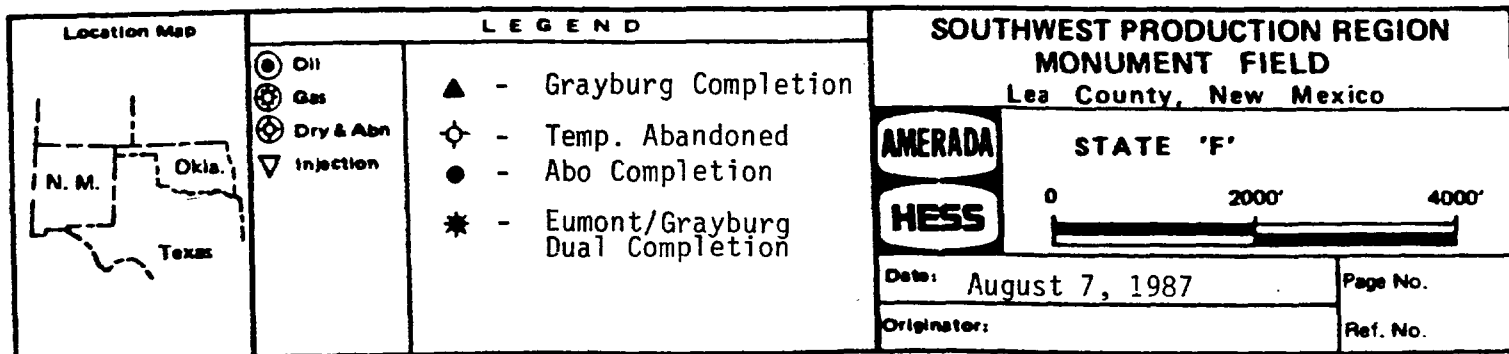 Location Map
N. M.
Okla.
Texas
LEGEND
Oil
Gas
Dry & Abn
Injection
- Grayburg Completion
- Temp. Abandoned
- Abo Completion
- Eumont/Grayburg
Dual Completion
SOUTHWEST PRODUCTION REGION
MONUMENT FIELD
Lea County, New Mexico
AMERADA
HESS
STATE 'F'
0 2000' 4000'
Date: August 7, 1987
Page No.
Originator:
Ref. No.